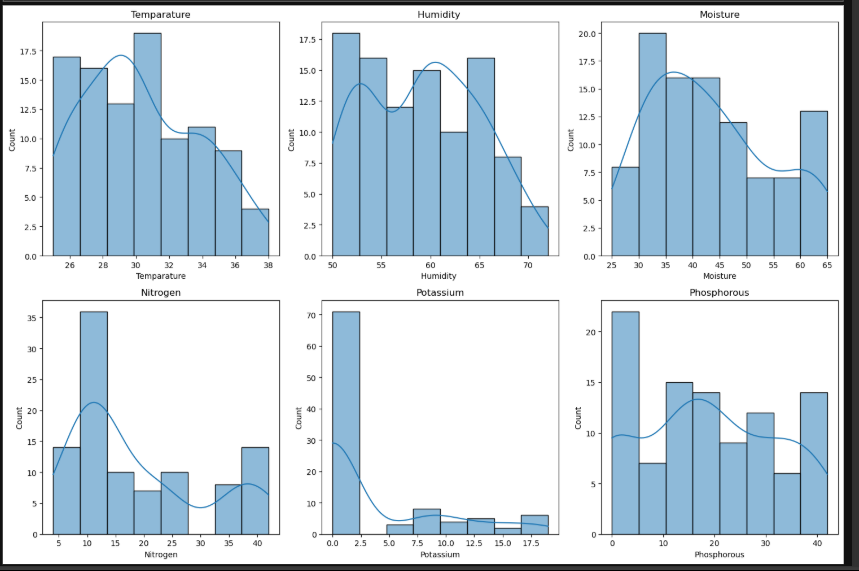 Temparature
Count
17.5
15.0
12.5
10.0
7.5
5.0
2.5
0.0
26 28 30 32 34 36 38
Temparature
Humidity
Count
17.5
15.0
12.5
10.0
7.5
5.0
2.5
0.0
50 55 60 65 70
Humidity
Moisture
Count
20.0
17.5
15.0
12.5
10.0
7.5
5.0
2.5
0.0
25 30 35 40 45 50 55 60 65
Moisture
Nitrogen
Count
35
30
25
20
15
10
5
0
5 10 15 20 25 30 35 40
Nitrogen
Potassium
Count
70
60
50
40
30
20
10
0
0.0 2.5 5.0 7.5 10.0 12.5 15.0 17.5
Potassium
Phosphorous
Count
20
15
10
5
0
0 10 20 30 40
Phosphorous